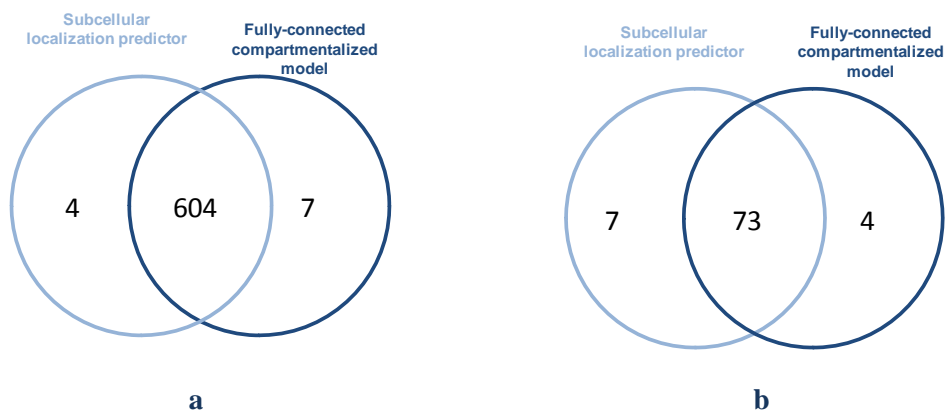 Subcellular
localization predictor
Fully-connected
compartmentalized
model
4
604
7
a
Subcellular
localization predictor
Fully-connected
compartmentalized
model
7
73
4
b